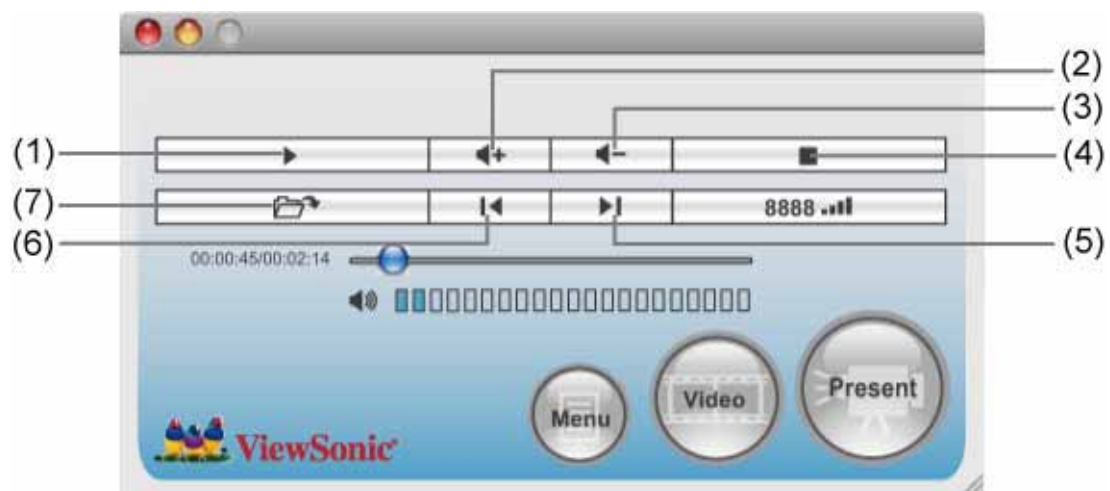 (2)
(3)
(1)
(4)
(7)
8888
(6)
(5)
00:00:45/00:02:14
Present
Video
Menu
ViewSonic